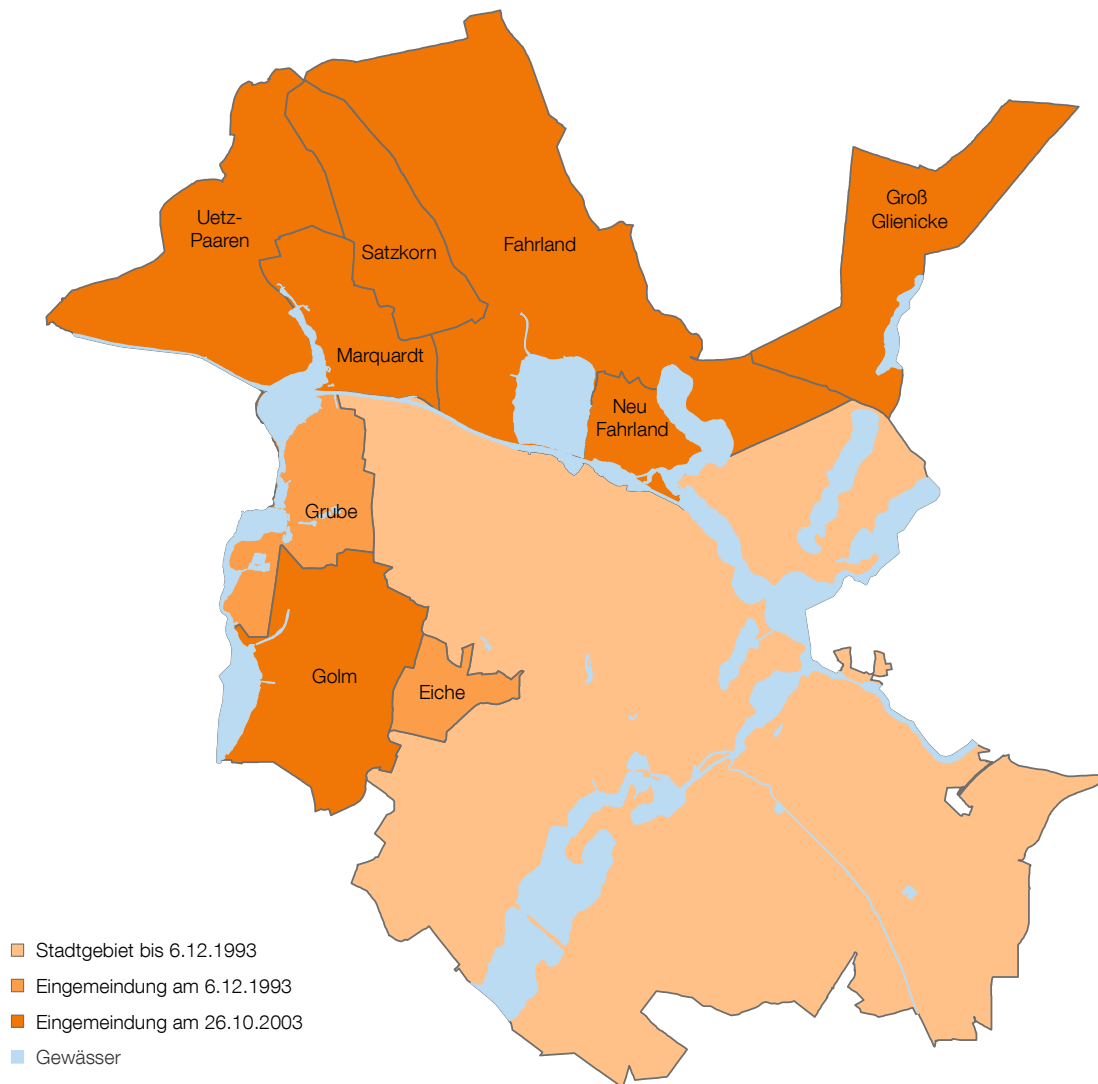 Groß
Glienicke
Uetz-
Paaren
Satzkorn
Fahrland
Marquardt
Neu
Fahrland
Grube
Golm
Eiche
Stadtgebiet bis 6.12.1993
Eingemeindung am 6.12.1993
Eingemeindung am 26.10.2003
Gewässer